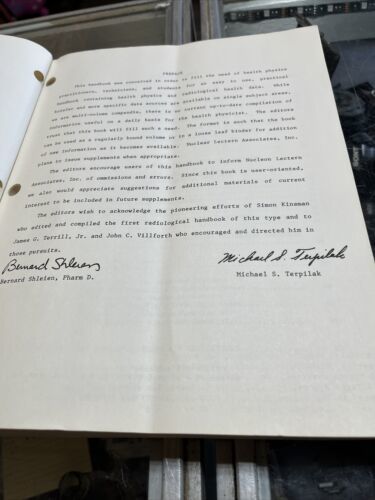 PREFACE
This handbook was conceived in order to fill the need of health physics
practitioners, technicians, and students for an easy to use, practical
handbook containing health physics and radiological health data. While
broader and more specific data sources are available on single subject areas,
we are multi-volume compendia, there is no current up-to-date compilation of
information useful on a daily basis for the health physicist. The editors
trust that this book will fill such a need. The format is such that the book
can be used as a regularly bound volume or in a loose leaf binder for addition
of new information as it becomes available. Nuclear Lectern Associates, Inc.
plans to issue supplements when appropriate.
The editors encourage users of this handbook to inform Nuclear Lectern
Associates, Inc. of ommissions and errors. Since this book is user-oriented,
we also would appreciate suggestions for additional materials of current
interest to be included in future supplements.
The editors wish to acknowledge the pioneering efforts of Simon Kinsman
who edited and compiled the first radiological handbook of this type and to
James G. Terrill, Jr. and John C. Villforth who encouraged and directed him in
those pursuits.
Bernard Shleien
Michael S. Terpilak
Bernard Shleien, Pharm D.
Michael S. Terpilak